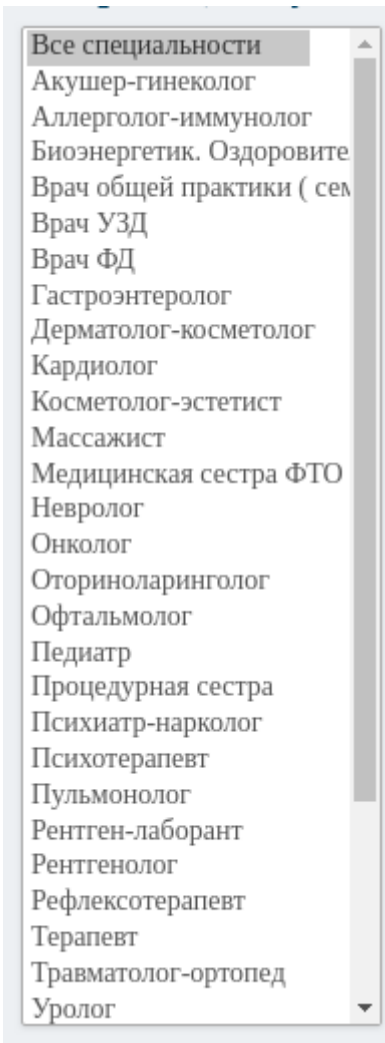 Все специальности
Акушер-гинеколог
Аллерголог-иммунолог
Биоэнергетик. Оздоровите
Врач общей практики ( сем
Врач УЗД
Врач ФД
Гастроэнтеролог
Дерматолог-косметолог
Кардиолог
Косметолог-эстетист
Массажист
Медицинская сестра ФТО
Невролог
Онколог
Оториноларинголог
Офтальмолог
Педиатр
Процедурная сестра
Психиатр-нарколог
Психотерапевт
Пульмонолог
Рентген-лаборант
Рентгенолог
Рефлексотерапевт
Терапевт
Травматолог-ортопед
Уролог